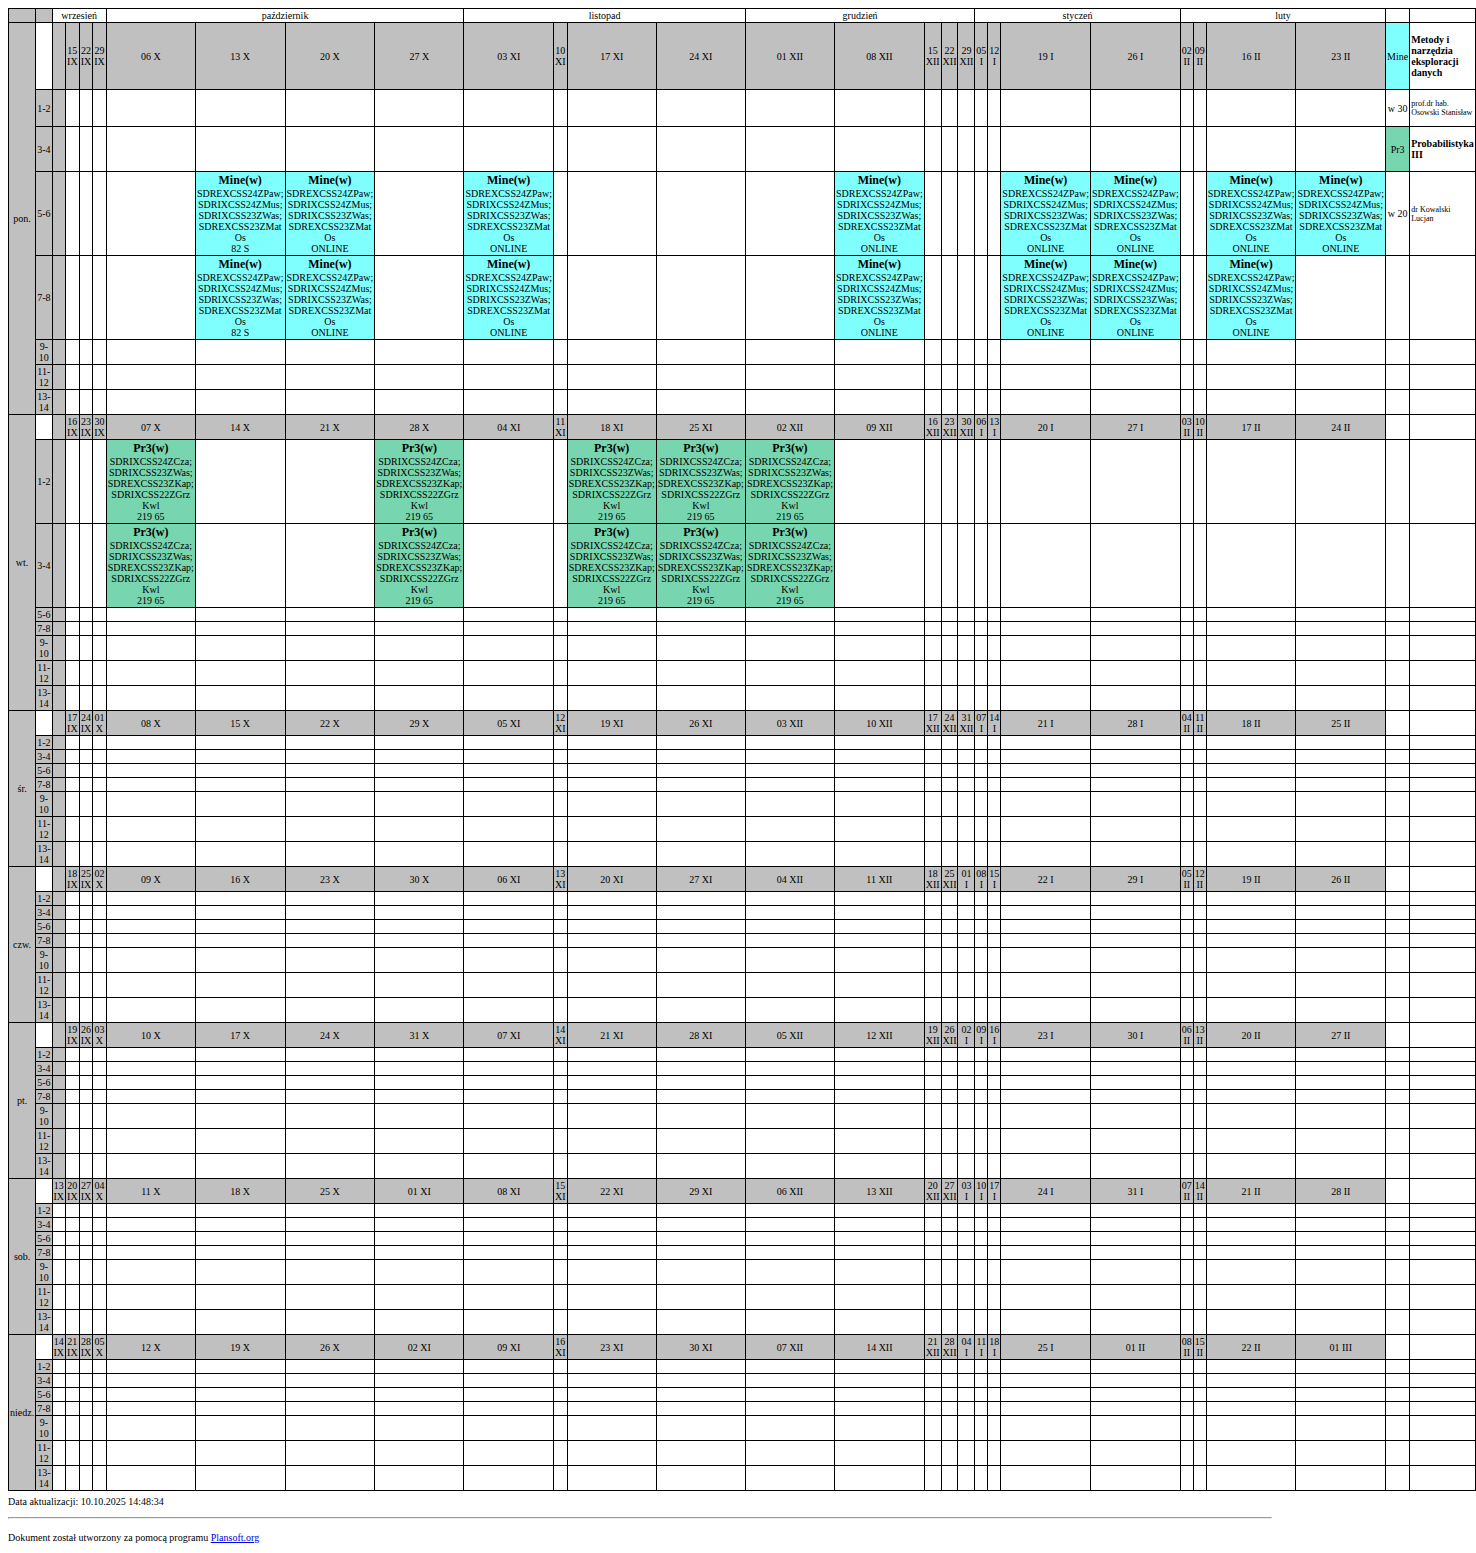 wrzesień październik listopad grudzień styczeń luty
pon. 15 IX 22 IX 29 IX 06 X 13 X 20 X 27 X 03 XI 10 XI 17 XI 24 XI 01 XII 08 XII 15 XII 22 XII 29 XII 05 I 12 I 19 I 26 I 02 II 09 II 16 II 23 II Mine Metody i narzędzia eksploracji danych
1-2 w 30 prof.dr hab. Osowski Stanisław
3-4 Pr3 Probabilistyka III
5-6 w 20 dr Kowalski Lucjan
Mine(w) Mine(w) Mine(w) Mine(w) Mine(w) Mine(w) Mine(w) Mine(w)
SDREXCSS24ZPaw; SDREXCSS24ZPaw; SDREXCSS24ZPaw; SDREXCSS24ZPaw; SDREXCSS24ZPaw; SDREXCSS24ZPaw; SDREXCSS24ZPaw; SDREXCSS24ZPaw;
SDRIXCSS24ZMus; SDRIXCSS24ZMus; SDRIXCSS24ZMus; SDRIXCSS24ZMus; SDRIXCSS24ZMus; SDRIXCSS24ZMus; SDRIXCSS24ZMus; SDRIXCSS24ZMus;
SDRIXCSS23ZWas; SDRIXCSS23ZWas; SDRIXCSS23ZWas; SDRIXCSS23ZWas; SDRIXCSS23ZWas; SDRIXCSS23ZWas; SDRIXCSS23ZWas; SDRIXCSS23ZWas;
SDREXCSS23ZMat SDREXCSS23ZMat SDREXCSS23ZMat SDREXCSS23ZMat SDREXCSS23ZMat SDREXCSS23ZMat SDREXCSS23ZMat SDREXCSS23ZMat
Os Os Os Os Os Os Os Os
82 S ONLINE ONLINE ONLINE ONLINE ONLINE ONLINE ONLINE
7-8
Mine(w) Mine(w) Mine(w) Mine(w) Mine(w) Mine(w) Mine(w)
SDREXCSS24ZPaw; SDREXCSS24ZPaw; SDREXCSS24ZPaw; SDREXCSS24ZPaw; SDREXCSS24ZPaw; SDREXCSS24ZPaw; SDREXCSS24ZPaw;
SDRIXCSS24ZMus; SDRIXCSS24ZMus; SDRIXCSS24ZMus; SDRIXCSS24ZMus; SDRIXCSS24ZMus; SDRIXCSS24ZMus; SDRIXCSS24ZMus;
SDRIXCSS23ZWas; SDRIXCSS23ZWas; SDRIXCSS23ZWas; SDRIXCSS23ZWas; SDRIXCSS23ZWas; SDRIXCSS23ZWas; SDRIXCSS23ZWas;
SDREXCSS23ZMat SDREXCSS23ZMat SDREXCSS23ZMat SDREXCSS23ZMat SDREXCSS23ZMat SDREXCSS23ZMat SDREXCSS23ZMat
Os Os Os Os Os Os Os
82 S ONLINE ONLINE ONLINE ONLINE ONLINE ONLINE
9-10
11-12
13-14
wt. 16 IX 23 IX 30 IX 07 X 14 X 21 X 28 X 04 XI 11 XI 18 XI 25 XI 02 XII 09 XII 16 XII 23 XII 30 XII 06 I 13 I 20 I 27 I 03 II 10 II 17 II 24 II
1-2
Pr3(w) Pr3(w) Pr3(w) Pr3(w) Pr3(w)
SDRIXCSS24ZCza; SDRIXCSS24ZCza; SDRIXCSS24ZCza; SDRIXCSS24ZCza; SDRIXCSS24ZCza;
SDRIXCSS23ZWas; SDRIXCSS23ZWas; SDRIXCSS23ZWas; SDRIXCSS23ZWas; SDRIXCSS23ZWas;
SDREXCSS23ZKap; SDREXCSS23ZKap; SDREXCSS23ZKap; SDREXCSS23ZKap; SDREXCSS23ZKap;
SDRIXCSS22ZGrz SDRIXCSS22ZGrz SDRIXCSS22ZGrz SDRIXCSS22ZGrz SDRIXCSS22ZGrz
Kwl Kwl Kwl Kwl Kwl
219 65 219 65 219 65 219 65 219 65
3-4
Pr3(w) Pr3(w) Pr3(w) Pr3(w) Pr3(w)
SDRIXCSS24ZCza; SDRIXCSS24ZCza; SDRIXCSS24ZCza; SDRIXCSS24ZCza; SDRIXCSS24ZCza;
SDRIXCSS23ZWas; SDRIXCSS23ZWas; SDRIXCSS23ZWas; SDRIXCSS23ZWas; SDRIXCSS23ZWas;
SDREXCSS23ZKap; SDREXCSS23ZKap; SDREXCSS23ZKap; SDREXCSS23ZKap; SDREXCSS23ZKap;
SDRIXCSS22ZGrz SDRIXCSS22ZGrz SDRIXCSS22ZGrz SDRIXCSS22ZGrz SDRIXCSS22ZGrz
Kwl Kwl Kwl Kwl Kwl
219 65 219 65 219 65 219 65 219 65
5-6
7-8
9-10
11-12
13-14
śr. 17 IX 24 IX 01 X 08 X 15 X 22 X 29 X 05 XI 12 XI 19 XI 26 XI 03 XII 10 XII 17 XII 24 XII 31 XII 07 I 14 I 21 I 28 I 04 II 11 II 18 II 25 II
1-2
3-4
5-6
7-8
9-10
11-12
13-14
czw. 18 IX 25 IX 02 X 09 X 16 X 23 X 30 X 06 XI 13 XI 20 XI 27 XI 04 XII 11 XII 18 XII 25 XII 01 I 08 I 15 I 22 I 29 I 05 II 12 II 19 II 26 II
1-2
3-4
5-6
7-8
9-10
11-12
13-14
pt. 19 IX 26 IX 03 X 10 X 17 X 24 X 31 X 07 XI 14 XI 21 XI 28 XI 05 XII 12 XII 19 XII 26 XII 02 I 09 I 16 I 23 I 30 I 06 II 13 II 20 II 27 II
1-2
3-4
5-6
7-8
9-10
11-12
13-14
sob. 13 IX 20 IX 27 IX 04 X 11 X 18 X 25 X 01 XI 08 XI 15 XI 22 XI 29 XI 06 XII 13 XII 20 XII 27 XII 03 I 10 I 17 I 24 I 31 I 07 II 14 II 21 II 28 II
1-2
3-4
5-6
7-8
9-10
11-12
13-14
niedz. 14 IX 21 IX 28 IX 05 X 12 X 19 X 26 X 02 XI 09 XI 16 XI 23 XI 30 XI 07 XII 14 XII 21 XII 28 XII 04 I 11 I 18 I 25 I 01 II 08 II 15 II 22 II 01 III
1-2
3-4
5-6
7-8
9-10
11-12
13-14
Data aktualizacji: 10.10.2025 14:48:34
Dokument został utworzony za pomocą programu Plansoft.org